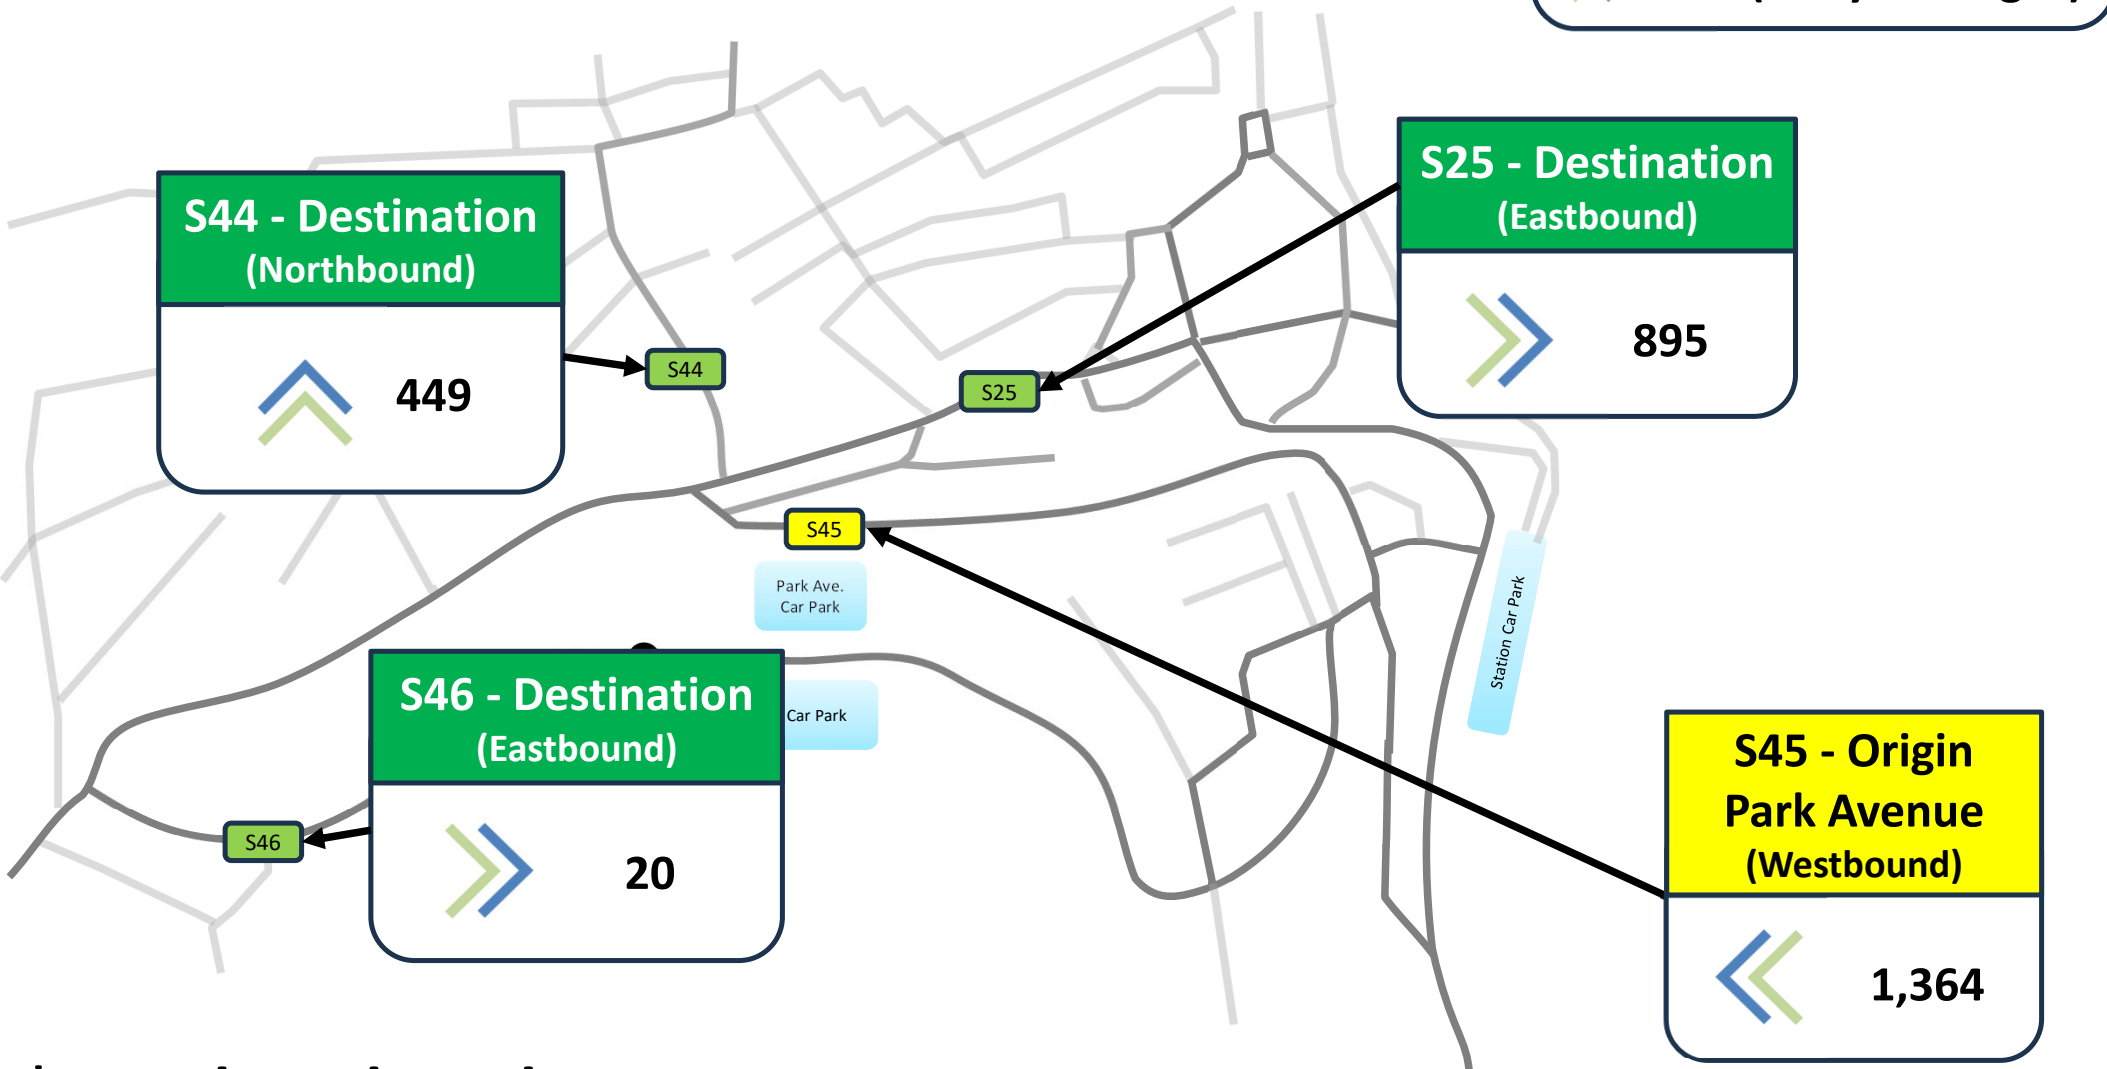 S25 - Destination
(Eastbound)
895
S44 - Destination
(Northbound)
449
S44
S25
S45
Park Ave.
Car Park
Station Car Park
S46 - Destination
(Eastbound)
20
Car Park
S46
S45 - Origin
Park Avenue
(Westbound)
1,364